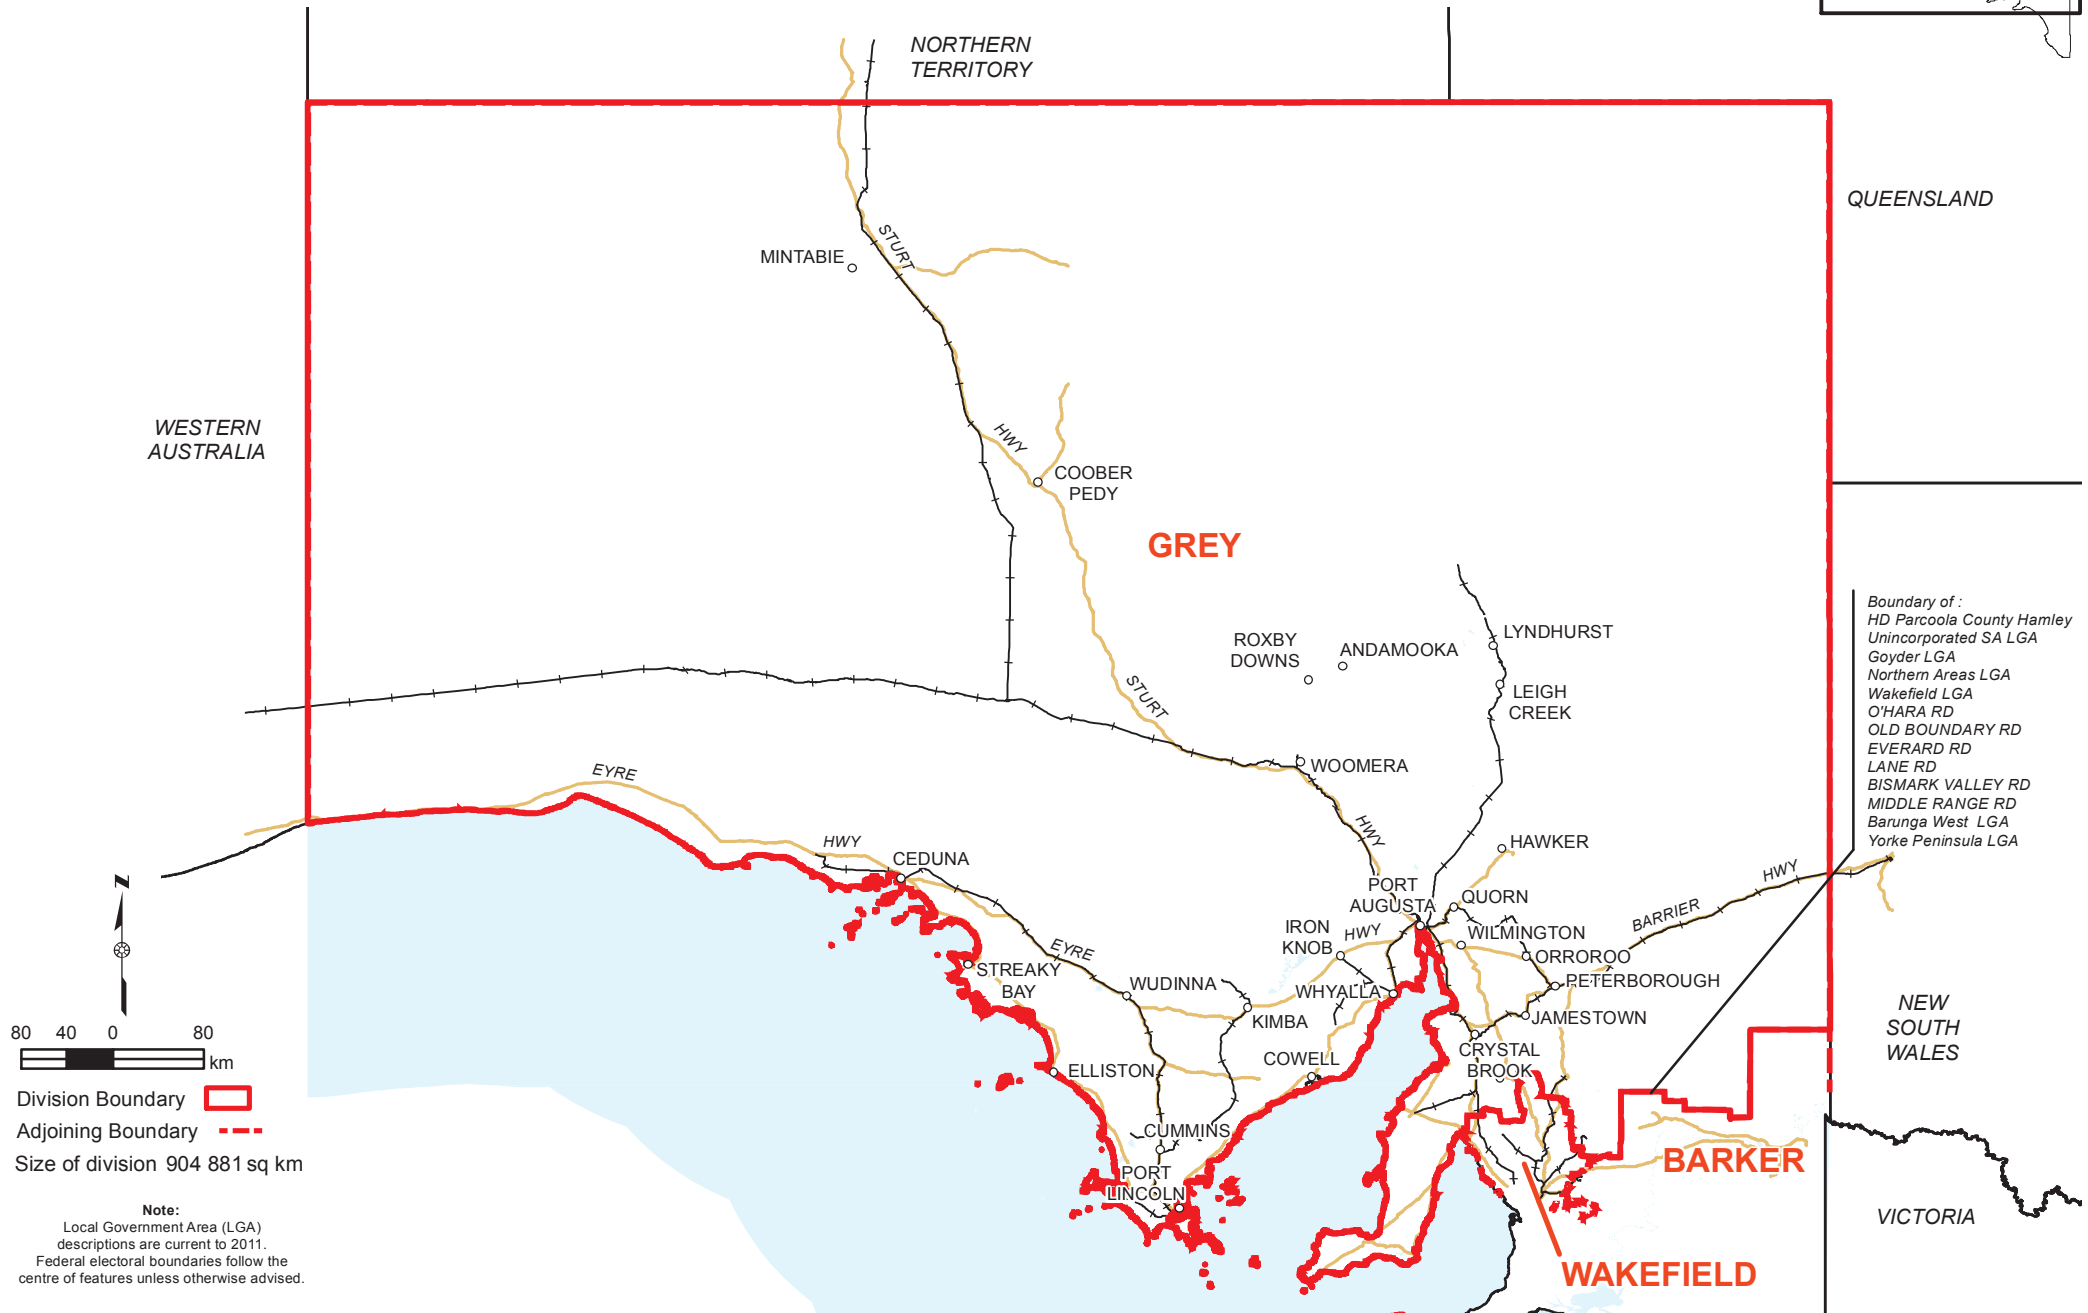 NORTHERN
TERRITORY
QUEENSLAND
STURT
MINTABIE
WESTERN
AUSTRALIA
HWY
COOBER
PEDY
GREY
Boundary of :
HD Parcoola County Hamley
Unincorporated SA LGA
Goyder LGA
Northern Areas LGA
Wakefield LGA
O'HARA RD
OLD BOUNDARY RD
EVERARD RD
LANE RD
BISMARK VALLEY RD
MIDDLE RANGE RD
Barunga West LGA
Yorke Peninsula LGA
LYNDHURST
ROXBY
DOWNS
ANDAMOOKA
LEIGH
CREEK
STURT
WOOMERA
EYRE
HWY
HWY
HAWKER
CEDUNA
HWY
PORT
AUGUSTA
QUORN
BARRIER
IRON
KNOB
HWY
WILMINGTON
EYRE
ORROROO
STREAKY
BAY
WUDINNA
WHYALLA
PETERBOROUGH
KIMBA
JAMESTOWN
NEW
SOUTH
WALES
N
80 40 0 80
km
COWELL
CRYSTAL
BROOK
ELLISTON
Division Boundary
Adjoining Boundary
Size of division 904 881 sq km
CUMMINS
BARKER
PORT
LINCOLN
VICTORIA
WAKEFIELD
Note:
Local Government Area (LGA)
descriptions are current to 2011.
Federal electoral boundaries follow the
centre of features unless otherwise advised.